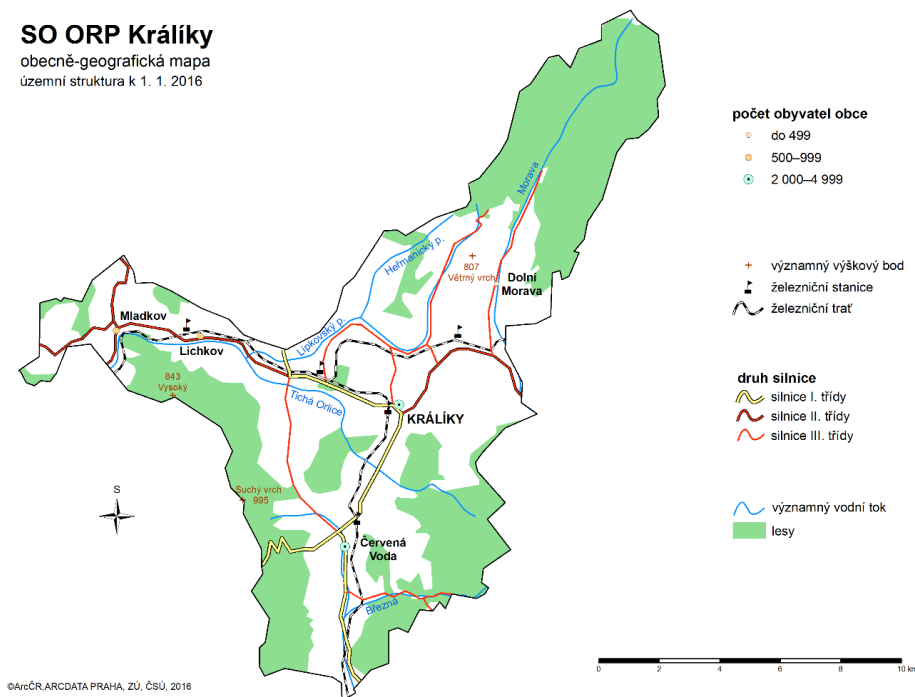 SO ORP Králíky
obecně-geografická mapa
územní struktura k 1. 1. 2016
počet obyvatel obce
do 499
500–999
2 000–4 999
významný výškový bod
železniční stanice
železniční trať
druh silnice
silnice I. třídy
silnice II. třídy
silnice III. třídy
významný vodní tok
lesy
Morava
Heřmanický p.
807
Větrný vrch
Dolní
Morava
Mladkov
Lichkov
Lipkovský p.
843
Vysoký
Tichá Orlice
KRÁLÍKY
Suchý vrch
995
S
Červená
Voda
Březná
0 2 4 6 8 10 km
©ArcČR,ARCDATA PRAHA, ZÚ, ČSÚ, 2016